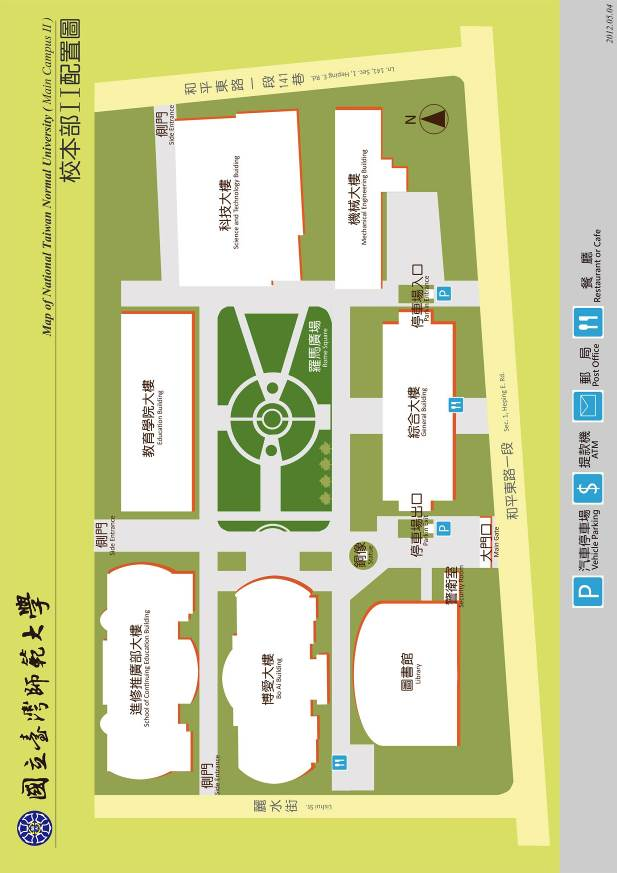 國立臺灣師範大學
Map of National Taiwan Normal University ( Main Campus II )
校本部II配置圖
2012.05.04
和平東路一段141巷
Ln. 141, Sec. 1, Heping E. Rd.
側門
Side Entrance
科技大樓
Science and Technology Building
機械大樓
Mechanical Engineering Building
N
停車場入口
Parkin Entrance
P
教育學院大樓
Education Building
羅馬廣場
Rome Square
綜合大樓
General Building
和平東路一段
Sec. 1, Heping E. Rd.
側門
Side Entrance
停車場出口
Parkin Exit
P
大門口
Main Gate
銅像
Statue
警衛室
Security Room
進修推廣部大樓
School of Continuing Education Building
博愛大樓
Bo Ai Building
圖書館
Library
側門
Side Entrance
麗水街
Lishui St.
P
汽車停車場
Vehicle Parking
$
提款機
ATM
郵局
Post Office
餐廳
Restaurant or Cafe